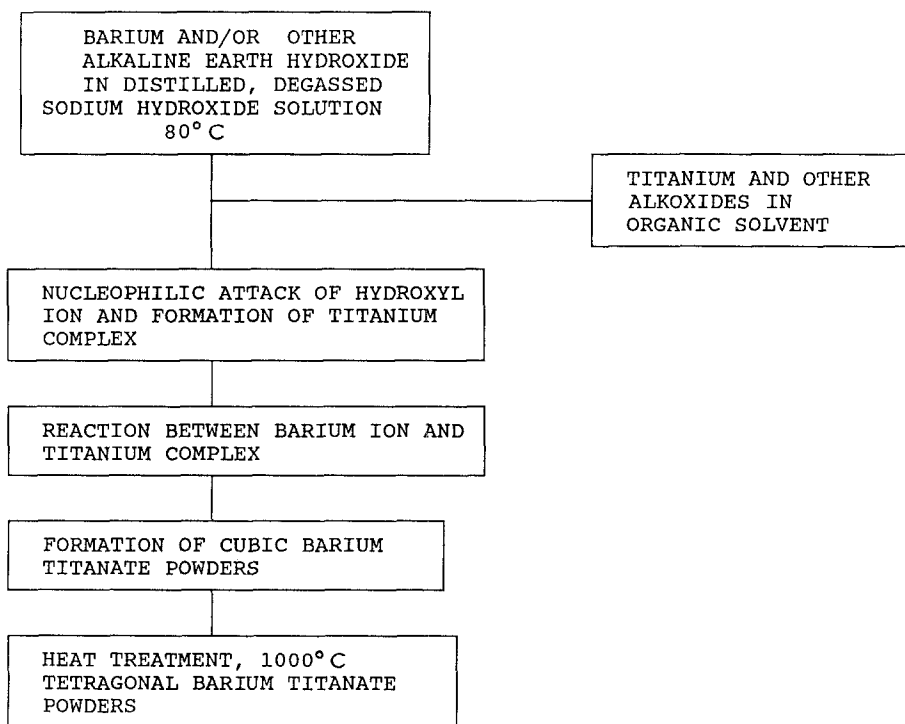 BARIUM AND/OR OTHER
ALKALINE EARTH HYDROXIDE
IN DISTILLED, DEGASSED
SODIUM HYDROXIDE SOLUTION
80°C
TITANIUM AND OTHER
ALKOXIDES IN
ORGANIC SOLVENT
NUCLEOPHILIC ATTACK OF HYDROXYL
ION AND FORMATION OF TITANIUM
COMPLEX
REACTION BETWEEN BARIUM ION AND
TITANIUM COMPLEX
FORMATION OF CUBIC BARIUM
TITANATE POWDERS
HEAT TREATMENT, 1000°C
TETRAGONAL BARIUM TITANATE
POWDERS